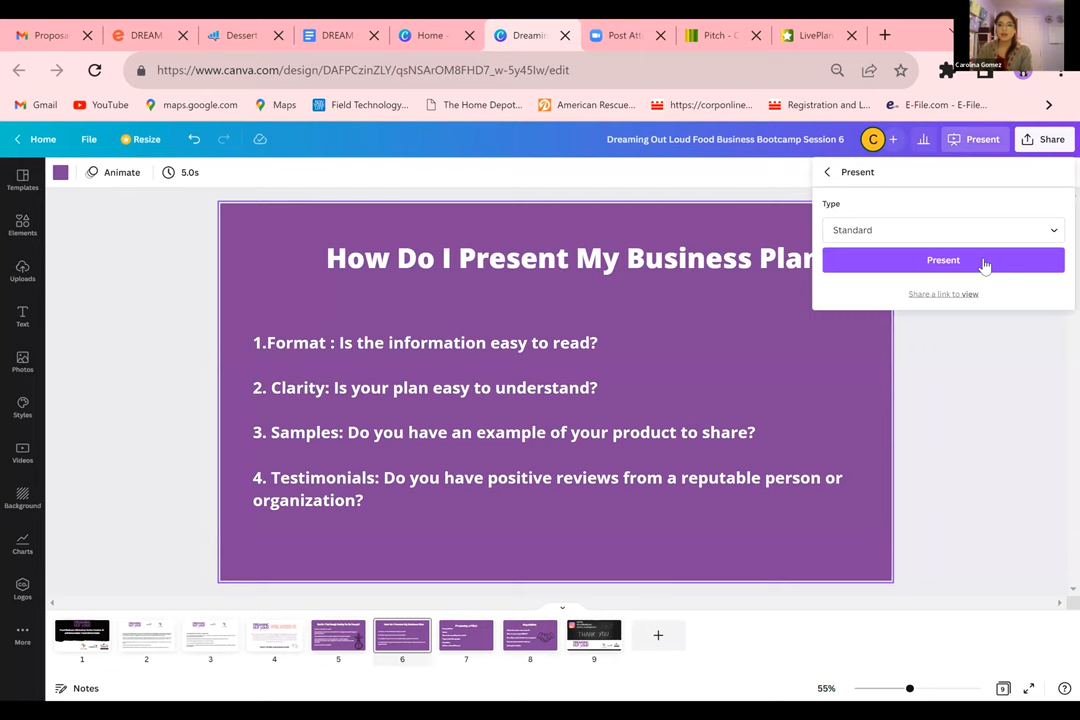 Proposa
DREAM
Dessert
DREAM
Home -
Dreamin
Post Att
Pitch - C
LivePlan
Carolina Gomez
https://www.canva.com/design/DAFPCzinZLY/qsNSArOM8FHD7_w-5y45Iw/edit
Gmail
YouTube
maps.google.com
Maps
Field Technology...
The Home Depot...
American Rescue...
https://corponline...
Registration and L...
E-File.com - E-File...
Home
File
Resize
Dreaming Out Loud Food Business Bootcamp Session 6
C
Present
Share
Animate
5.0s
Present
Type
Standard
Present
Share a link to view
Templates
Elements
Uploads
Text
Photos
Styles
Videos
Background
Charts
Logos
More
How Do I Present My Business Plan
1.Format : Is the information easy to read?
2. Clarity: Is your plan easy to understand?
3. Samples: Do you have an example of your product to share?
4. Testimonials: Do you have positive reviews from a reputable person or
organization?
THANK YOU
1
2
3
4
5
6
7
8
9
Notes
55%
9